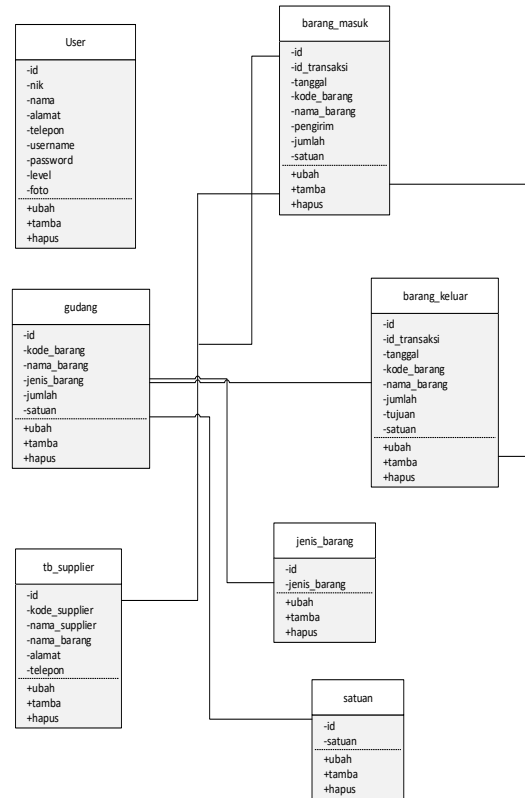 User
-id
-nik
-nama
-alamat
-telepon
-username
-password
-level
-foto
+ubah
+tamba
+hapus
barang_masuk
-id
-id_transaksi
-tanggal
-kode_barang
-nama_barang
-pengirim
-jumlah
-satuan
+ubah
+tamba
+hapus
gudang
-id
-kode_barang
-nama_barang
-jenis_barang
-jumlah
-satuan
+ubah
+tamba
+hapus
barang_keluar
-id
-id_transaksi
-tanggal
-kode_barang
-nama_barang
-jumlah
-tujuan
-satuan
+ubah
+tamba
+hapus
jenis_barang
-id
-jenis_barang
+ubah
+tamba
+hapus
tb_supplier
-id
-kode_supplier
-nama_supplier
-nama_barang
-alamat
-telepon
+ubah
+tamba
+hapus
satuan
-id
-satuan
+ubah
+tamba
+hapus